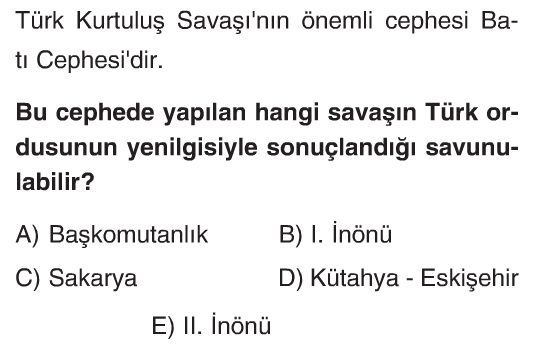 Türk Kurtuluş Savaşı'nın önemli cephesi Ba-
tı Cephesi'dir.
Bu cephede yapılan hangi savaşın Türk or-
dusunun yenilgisiyle sonuçlandığı savunu-
labilir?
A) Başkomutanlık B) I. İnönü
C) Sakarya D) Kütahya - Eskişehir
E) II. İnönü